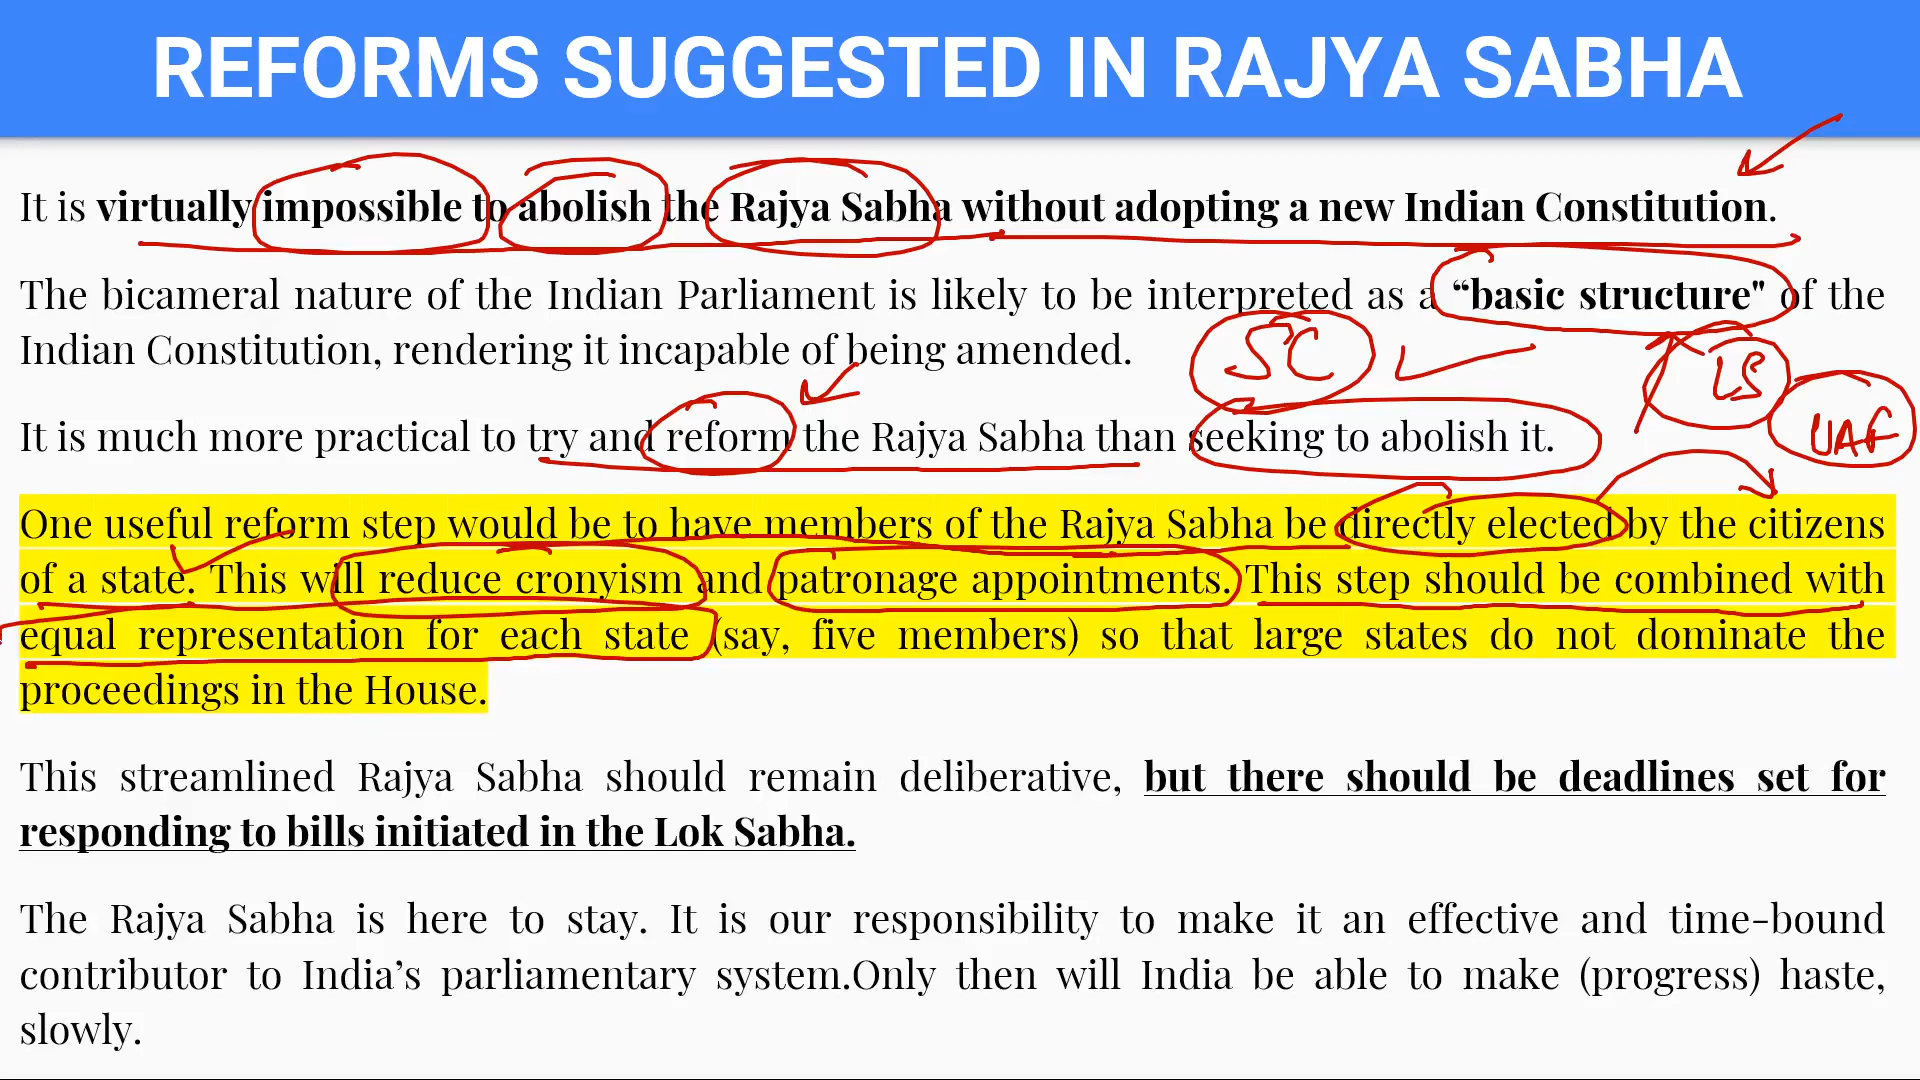 REFORMS SUGGESTED IN RAJYA SABHA
It is virtually impossible to abolish the Rajya Sabha without adopting a new Indian Constitution.
The bicameral nature of the Indian Parliament is likely to be interpreted as a “basic structure" of the
Indian Constitution, rendering it incapable of being amended.
SC
LS
UAF
It is much more practical to try and reform the Rajya Sabha than seeking to abolish it.
One useful reform step would be to have members of the Rajya Sabha be directly elected by the citizens
of a state. This will reduce cronyism and patronage appointments. This step should be combined with
equal representation for each state (say, five members) so that large states do not dominate the
proceedings in the House.
This streamlined Rajya Sabha should remain deliberative, but there should be deadlines set for
responding to bills initiated in the Lok Sabha.
The Rajya Sabha is here to stay. It is our responsibility to make it an effective and time-bound
contributor to India’s parliamentary system.Only then will India be able to make (progress) haste,
slowly.